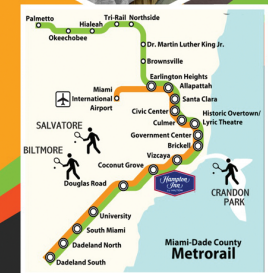 Palmetto
Tri-Rail Northside
Hialeah
Okeechobee
Dr. Martin Luther King Jr.
Brownsville
Earlington Heights
Allapattah
Miami
International
Airport
Santa Clara
Civic Center
Culmer
Historic Overtown/
Lyric Theatre
SALVATORE
Government Center
Brickell
BILTMORE
Vizcaya
Coconut Grove
Hampton
Inn
Douglas Road
CRANDON
PARK
University
South Miami
Dadeland North
Dadeland South
Miami-Dade County
Metrorail